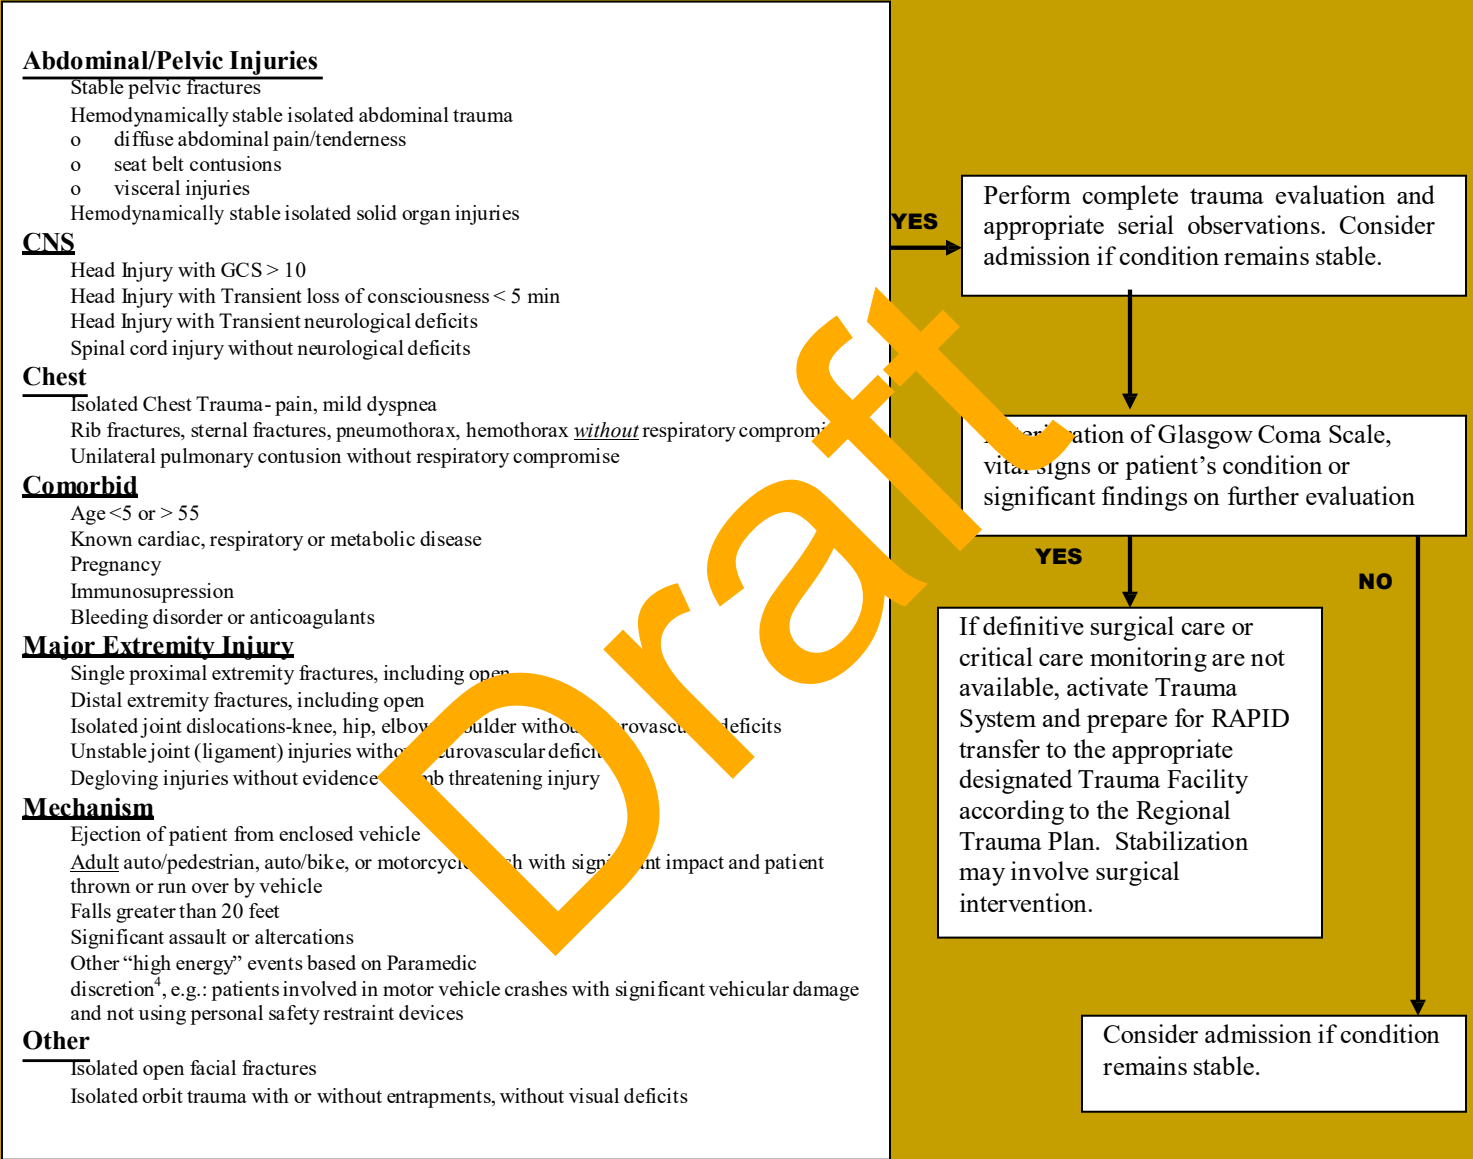 Abdominal/Pelvic Injuries
Stable pelvic fractures
Hemodynamically stable isolated abdominal trauma
o diffuse abdominal pain/tenderness
o seat belt contusions
o visceral injuries
Hemodynamically stable isolated solid organ injuries
CNS
Head Injury with GCS > 10
Head Injury with Transient loss of consciousness < 5 min
Head Injury with Transient neurological deficits
Spinal cord injury without neurological deficits
Chest
Isolated Chest Trauma- pain, mild dyspnea
Rib fractures, sternal fractures, pneumothorax, hemothorax without respiratory
Unilateral pulmonary contusion without respiratory compromise
Comorbid
Age <5 or > 55
Known cardiac, respiratory or metabolic disease
Pregnancy
Immunosupression
Bleeding disorder or anticoagulants
Major Extremity Injury
Single proximal extremity fractures, including open
Distal extremity fractures, including open
Isolated joint dislocations-knee, hip, deficits
Unstable joint (ligament) injuries
Degloving injuries without evidence threatening injury
Mechanism
Ejection of patient from enclosed vehicle
Adult auto/pedestrian, auto/bike, or with impact and patient
thrown or run over by vehicle
Falls greater than 20 feet
Significant assault or altercations
Other “high energy” events based on Paramedic
discretion4, e.g.: patients involved in motor vehicle crashes with significant vehicular damage
and not using personal safety restraint devices
Other
Isolated open facial fractures
Isolated orbit trauma with or without entrapments, without visual deficits
YES
Perform complete trauma evaluation and
appropriate serial observations. Consider
admission if condition remains stable.
of Glasgow Coma Scale,
vital signs or patient’s condition or
significant findings on further evaluation
YES
NO
If definitive surgical care or
critical care monitoring are not
available, activate Trauma
System and prepare for RAPID
transfer to the appropriate
designated Trauma Facility
according to the Regional
Trauma Plan. Stabilization
may involve surgical
intervention.
Consider admission if condition
remains stable.
Draft